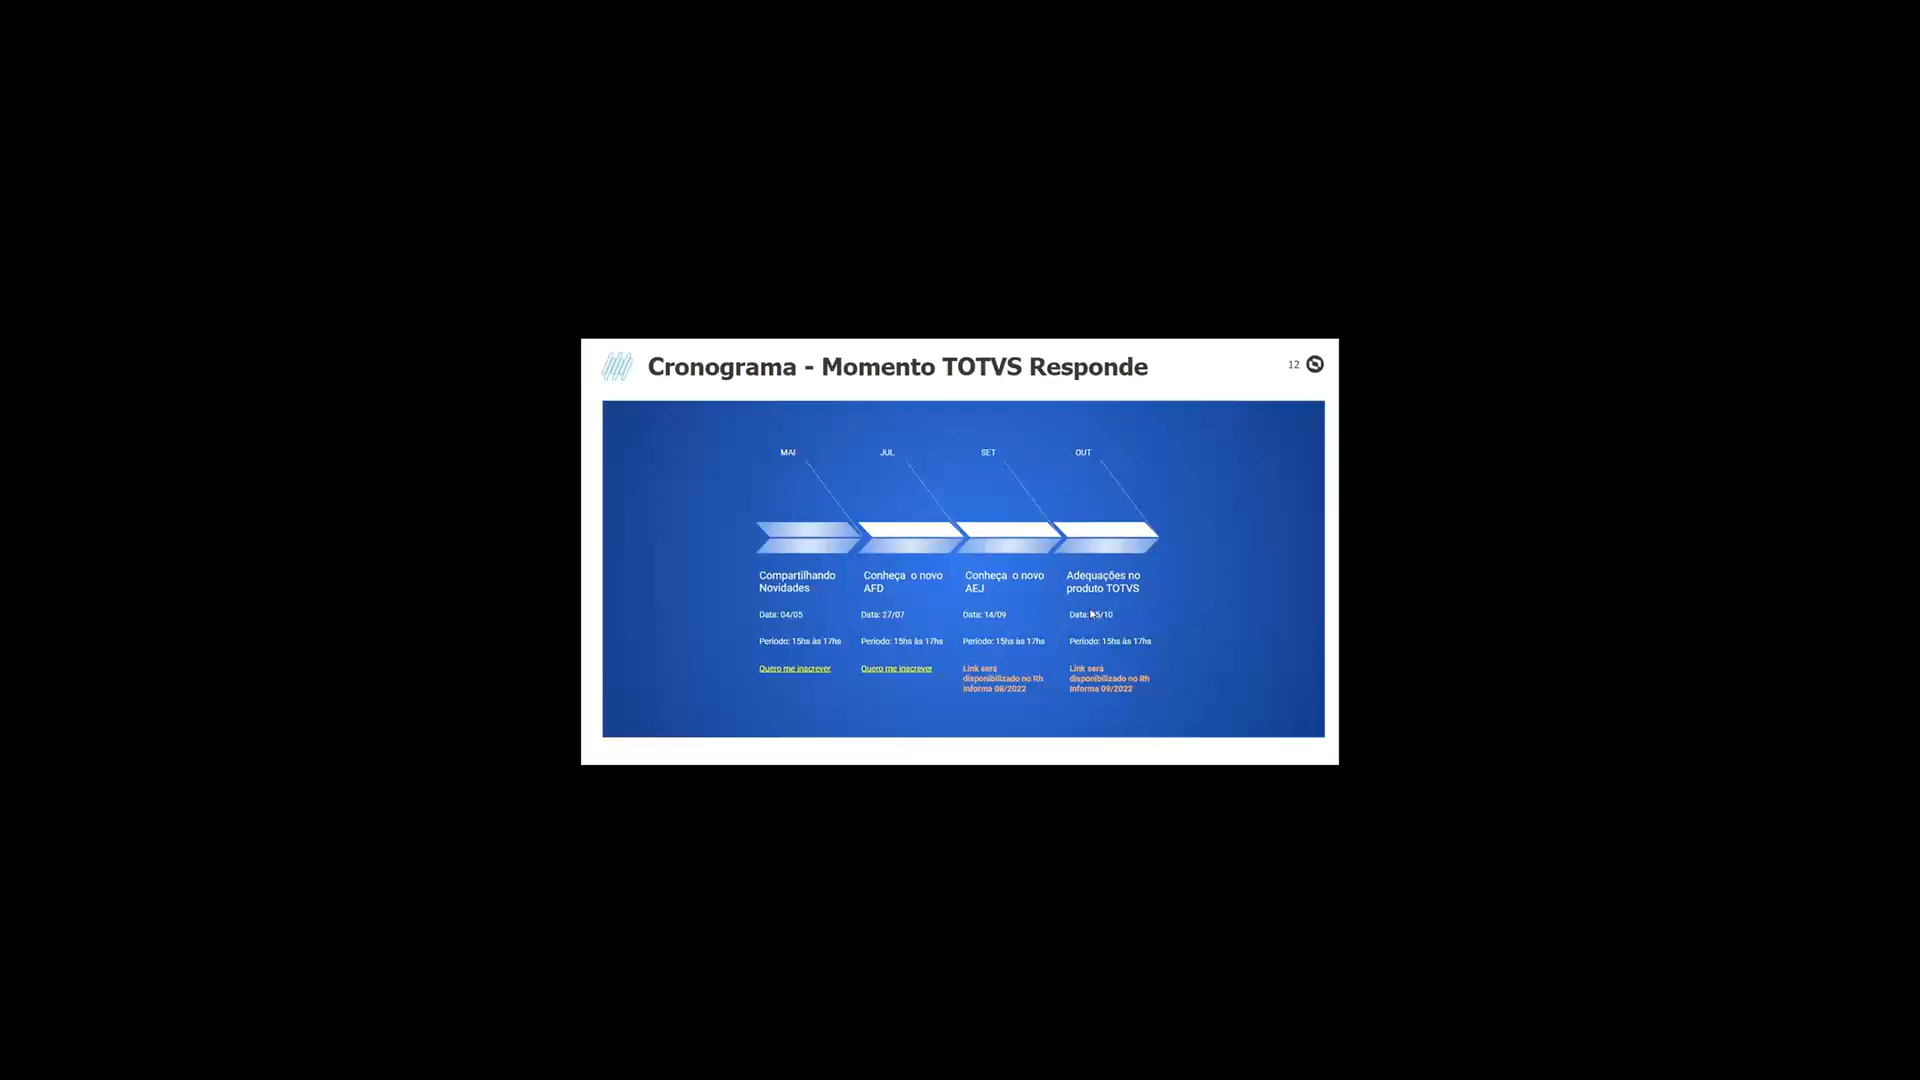 Cronograma - Momento TOTVS Responde
12
MAI
JUL
SET
OUT
Compartilhando
Novidades
Data: 04/05
Período: 15hs às 17hs
Quero me inscrever
Conheça o novo
AFD
Data: 27/07
Período: 15hs às 17hs
Quero me inscrever
Conheça o novo
AEJ
Data: 14/09
Período: 15hs às 17hs
Link será
disponibilizado no Rh
Informa 08/2022
Adequações no
produto TOTVS
Data:
Período: 15hs às 17hs
Link será
disponibilizado no Rh
Informa 09/2022